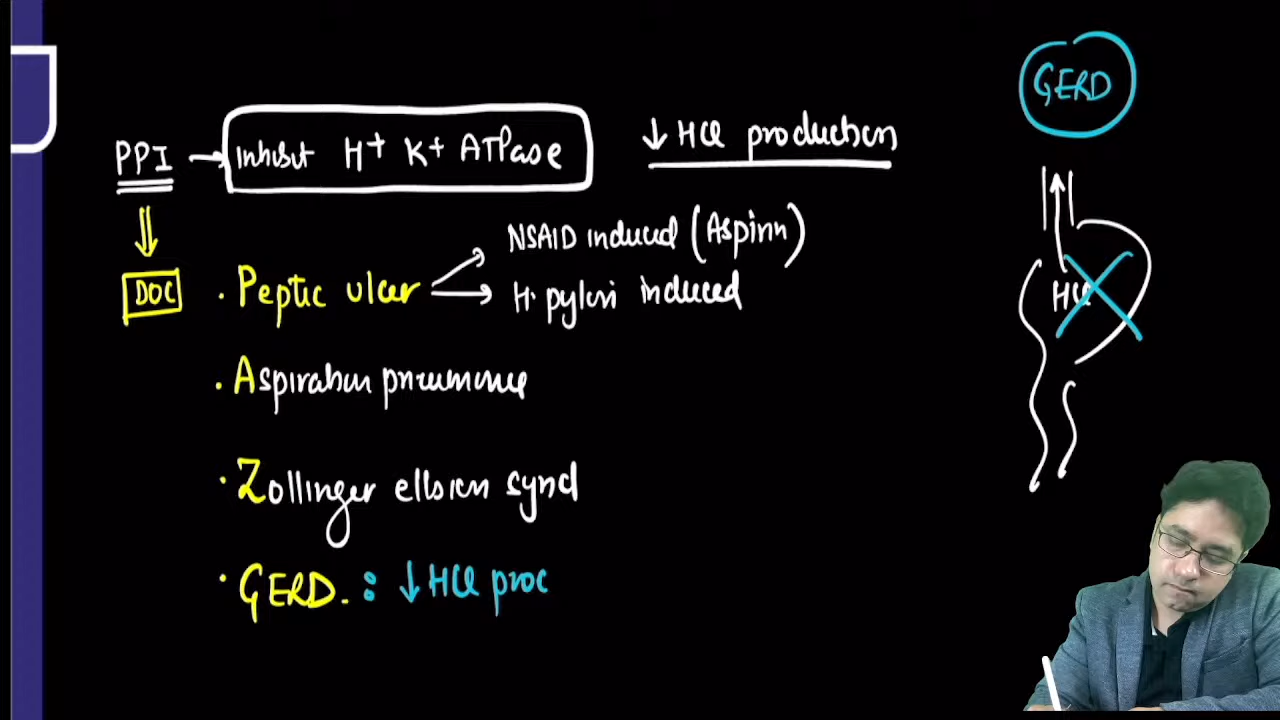 GERD
PPI → Inhibit H+ K+ ATPase ↓ HCl production
NSAID induced (Aspirin)
DOC · Peptic ulcer
H. pylori induced
HCl
· Aspiration pneumonia
· Zollinger ellison synd
· GERD. : ↓ HCl proc